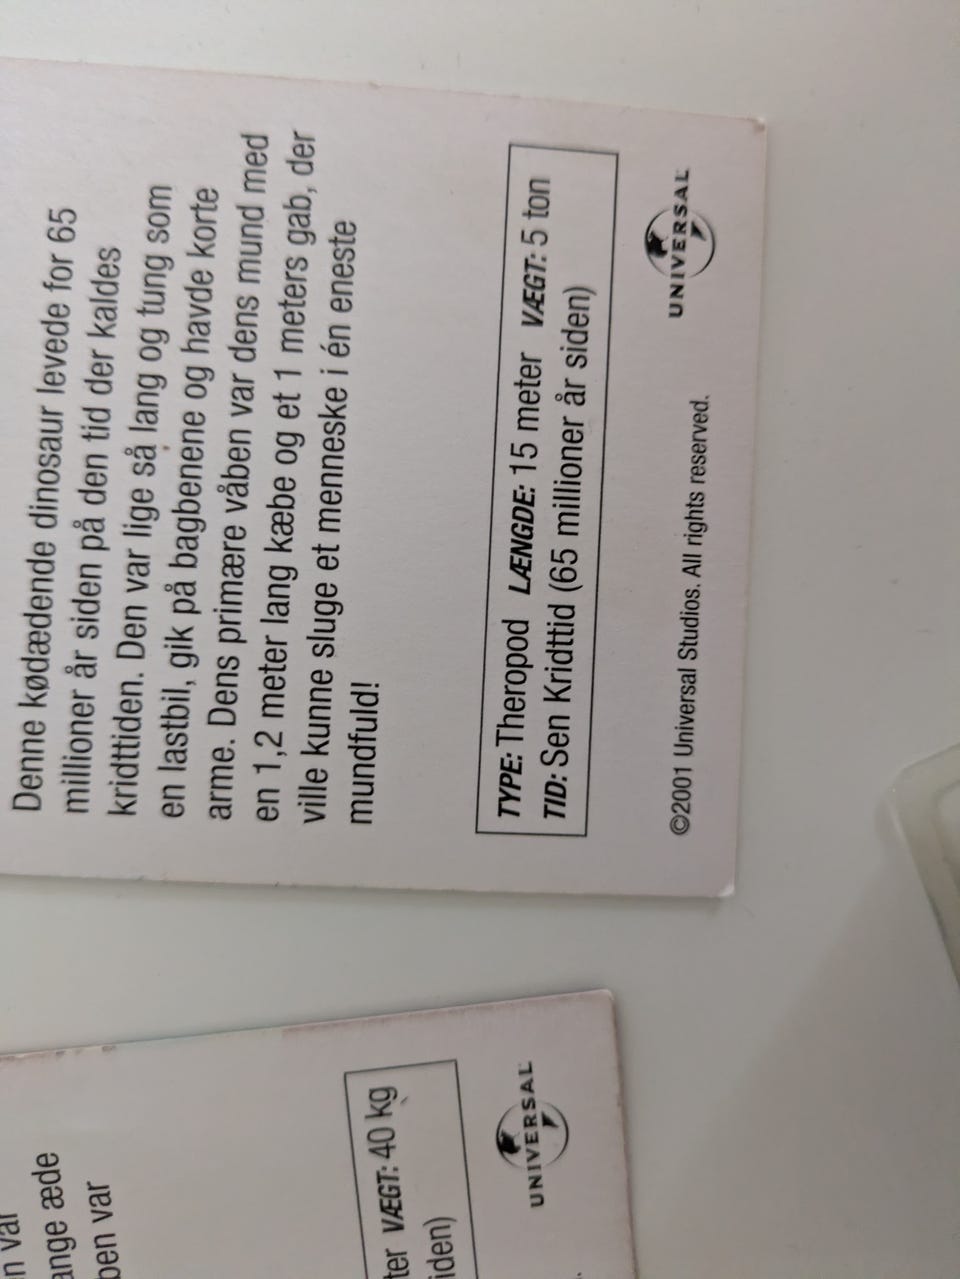 Denne kødædende dinosaur levede for 65
millioner år siden på den tid der kaldes
kridttiden. Den var lige så lang og tung som
en lastbil, gik på bagbenene og havde korte
arme. Dens primære våben var dens mund med
en 1,2 meter lang kæbe og et 1 meters gab, der
ville kunne sluge et menneske i én eneste
mundfuld!
TYPE: Theropod LÆNGDE: 15 meter VÆGT: 5 ton
TID: Sen Kridttid (65 millioner år siden)
©2001 Universal Studios. All rights reserved.
UNIVERSAL
var
æde
var
VÆGT: 40 kg
UNIVERSAL